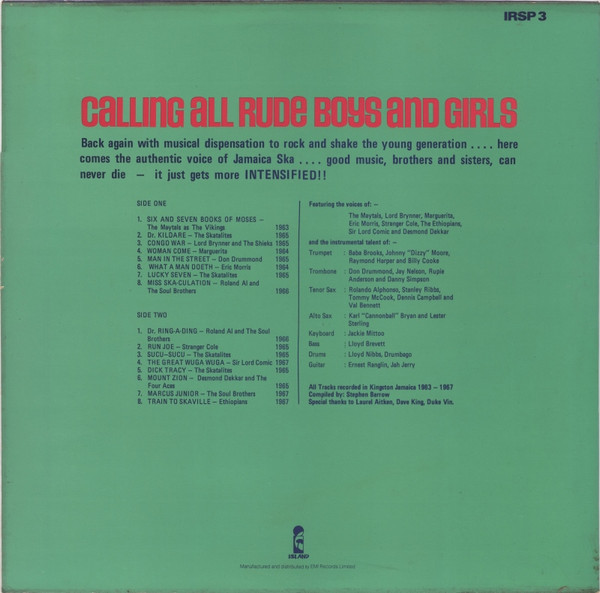 IRSP 3
CALLING ALL RUDE BOYS AND GIRLS
Back again with musical dispensation to rock and shake the young generation .... here
comes the authentic voice of Jamaica Ska .... good music, brothers and sisters, can
never die — it just gets more INTENSIFIED!!
SIDE ONE
1. SIX AND SEVEN BOOKS OF MOSES —
The Maytals as The Vikings 1963
2. Dr. KILDARE — The Skatalites 1965
3. CONGO WAR — Lord Brynner and The Shieks 1965
4. WOMAN COME — Marguerita 1964
5. MAN IN THE STREET — Don Drummond 1965
6. WHAT A MAN DOETH — Eric Morris 1964
7. LUCKY SEVEN — The Skatalites 1965
8. MISS SKA-CULATION — Roland Al and
The Soul Brothers 1966
SIDE TWO
1. Dr. RING-A-DING — Roland Al and The Soul
Brothers 1966
2. RUN JOE — Stranger Cole 1965
3. SUCU-SUCU — The Skatalites 1965
4. THE GREAT WUGA WUGA — Sir Lord Comic 1967
5. DICK TRACY — The Skatalites 1965
6. MOUNT ZION — Desmond Dekkar and The
Four Aces 1965
7. MARCUS JUNIOR — The Soul Brothers 1967
8. TRAIN TO SKAVILLE — Ethiopians 1967
Featuring the voices of: —
The Maytals, Lord Brynner, Marguerita,
Eric Morris, Stranger Cole, The Ethiopians,
Sir Lord Comic and Desmond Dekkar
and the instrumental talent of: —
Trumpet : Baba Brooks, Johnny "Dizzy" Moore,
Raymond Harper and Billy Cooke
Trombone : Don Drummond, Jay Nelson, Rupie
Anderson and Danny Simpson
Tenor Sax : Rolando Alphonso, Stanley Ribbs,
Tommy McCook, Dennis Campbell and
Val Bennett
Alto Sax : Karl "Cannonball" Bryan and Lester
Sterling
Keyboard : Jackie Mittoo
Bass : Lloyd Brevett
Drums : Lloyd Nibbs, Drumbago
Guitar : Ernest Ranglin, Jah Jerry
All Tracks recorded in Kingston Jamaica 1963 — 1967
Compiled by: Stephen Barrow
Special thanks to Laurel Aitken, Dave King, Duke Vin.
ISLAND
Manufactured and distributed by EMI Records Limited